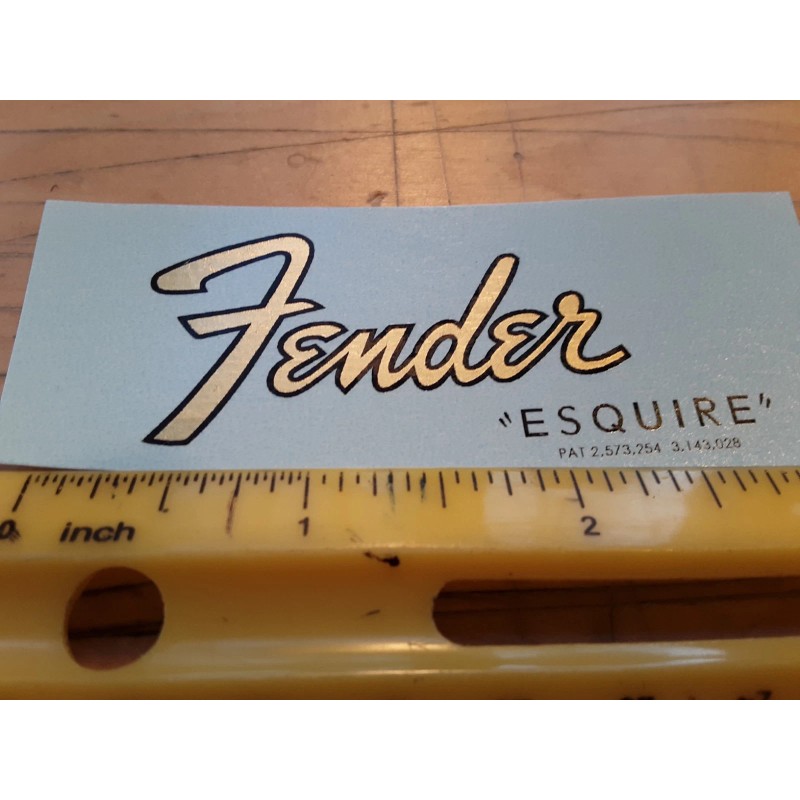 Fender
"ESQUIRE"
PAT 2,573,254 3,143,028
0 inch 1 2